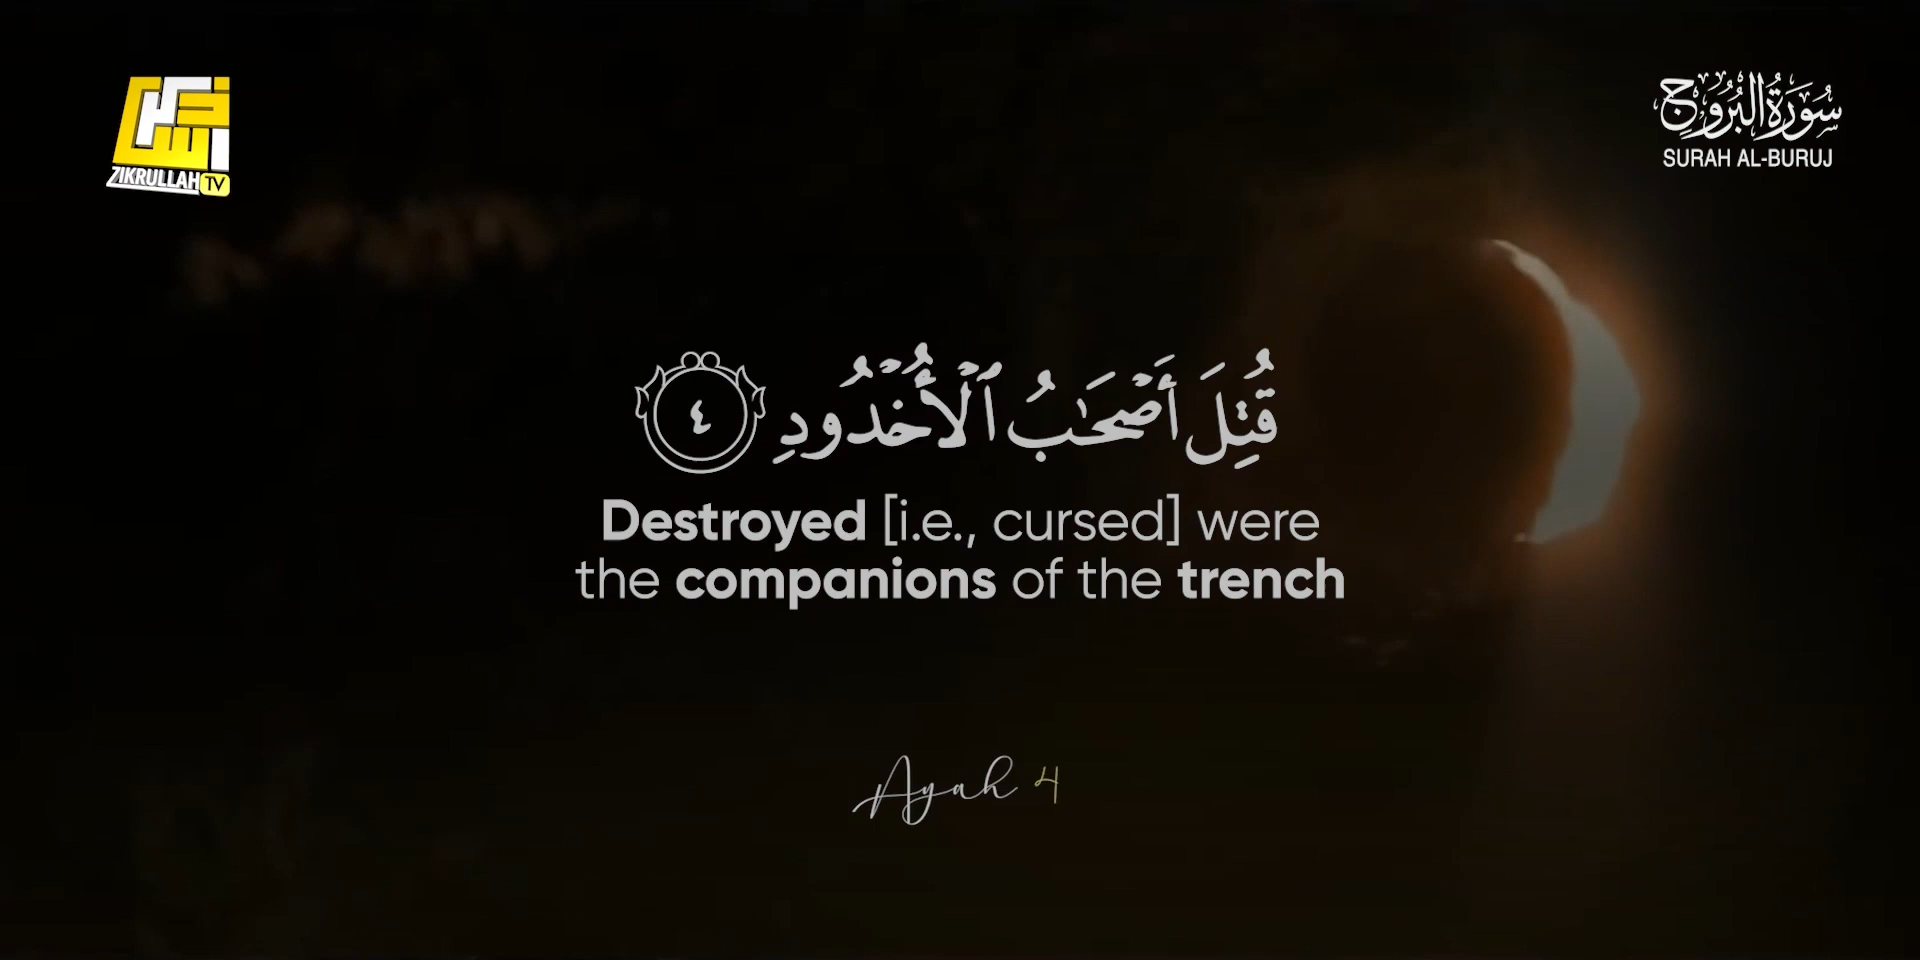 ZIKRULLAH TV
سُورَةُ البُرُوجِ
SURAH AL-BURUJ
قُتِلَ أَصْحَـٰبُ ٱلْأُخْدُودِ ٤
Destroyed [i.e., cursed] were
the companions of the trench
Ayah 4